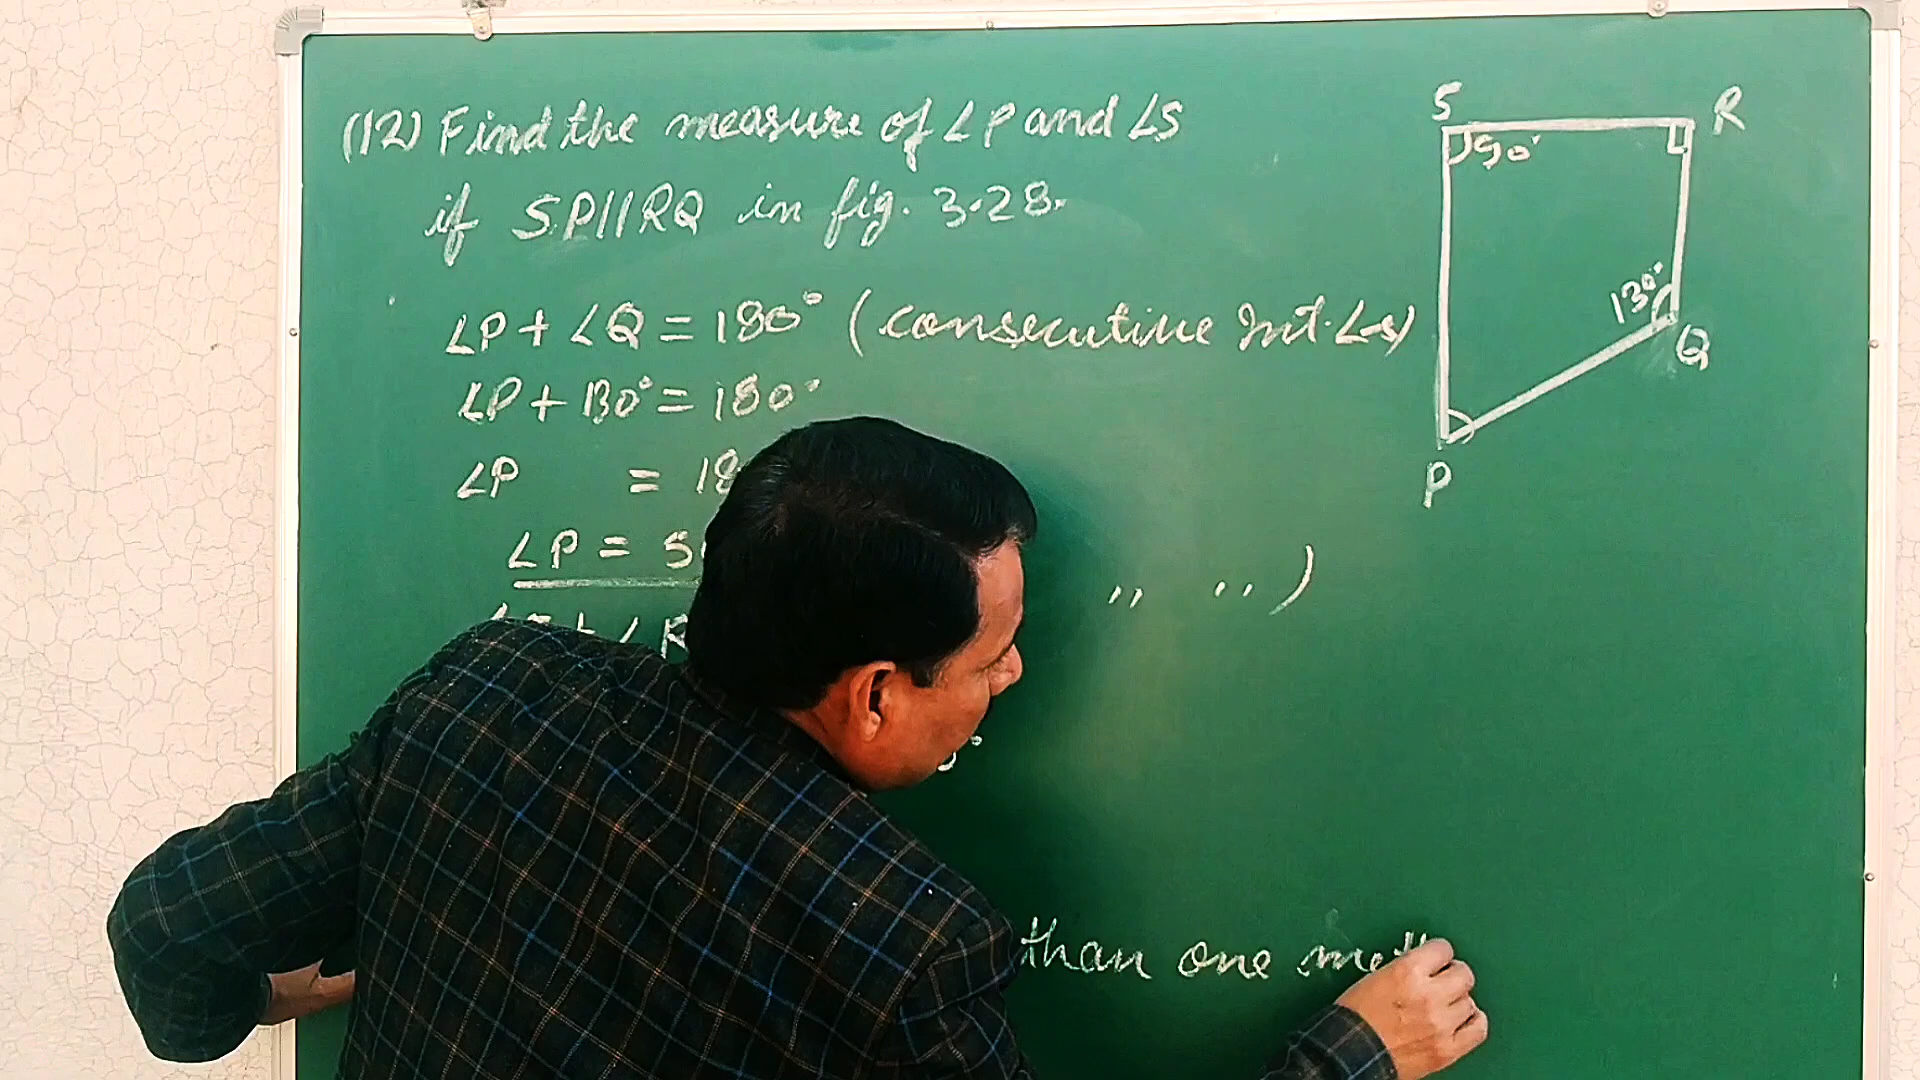 (12) Find the measure of ∠P and ∠S
if SP||RQ in fig. 3.28.
∠P + ∠Q = 180° (consecutive Int. ∠s)
∠P + 130° = 180°
∠P = 18
∠P = 5
,, ,, )
+ ∠R
than one
S
R
90°
130°
Q
P